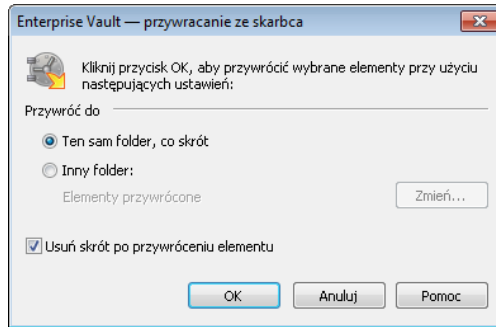 Enterprise Vault — przywracanie ze skarbca
Kliknij przycisk OK, aby przywrócić wybrane elementy przy użyciu
następujących ustawień:
Przywróć do
Ten sam folder, co skrót
Inny folder:
Elementy przywrócone
Zmień...
Usuń skrót po przywróceniu elementu
OK
Anuluj
Pomoc